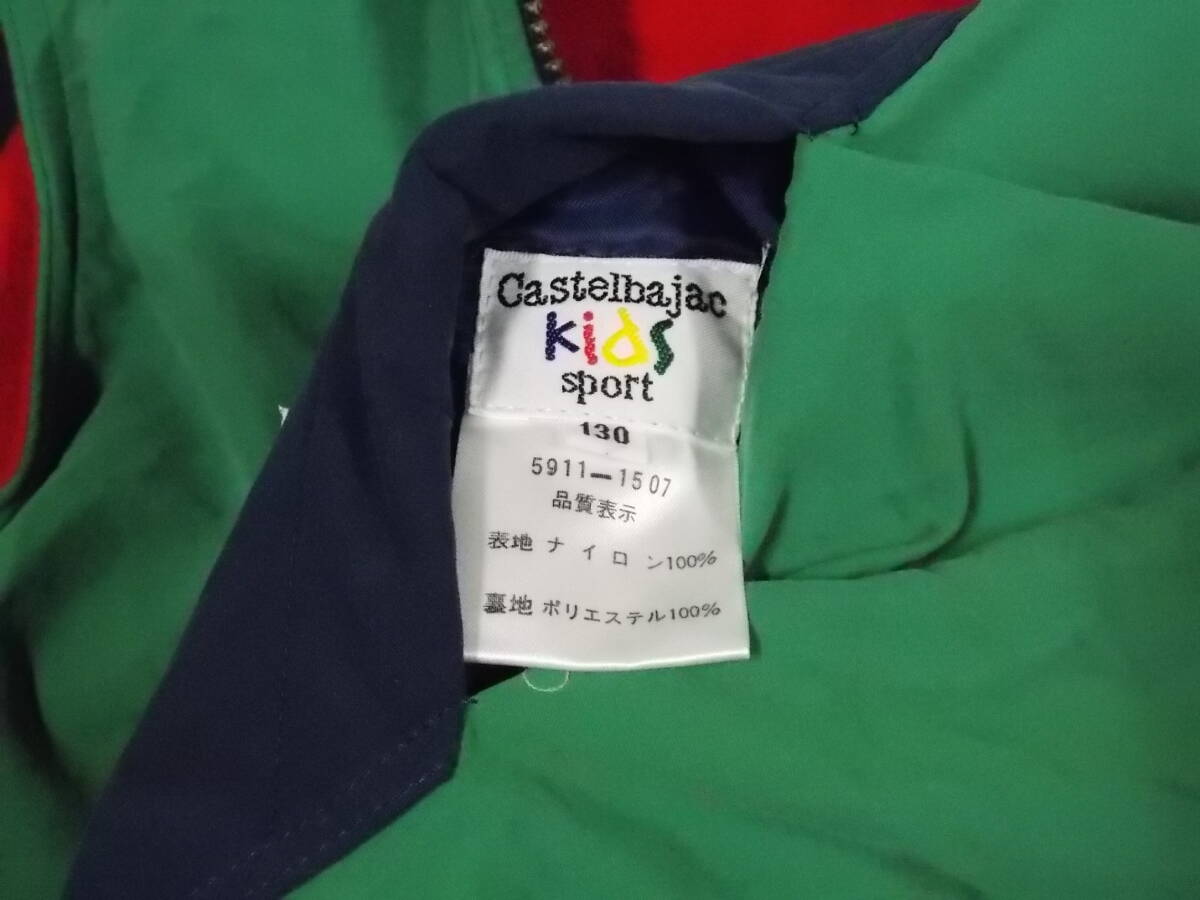 Castelbajac
kids
sport
130
5911-1507
品質表示
表地 ナイロン100%
裏地 ポリエステル100%